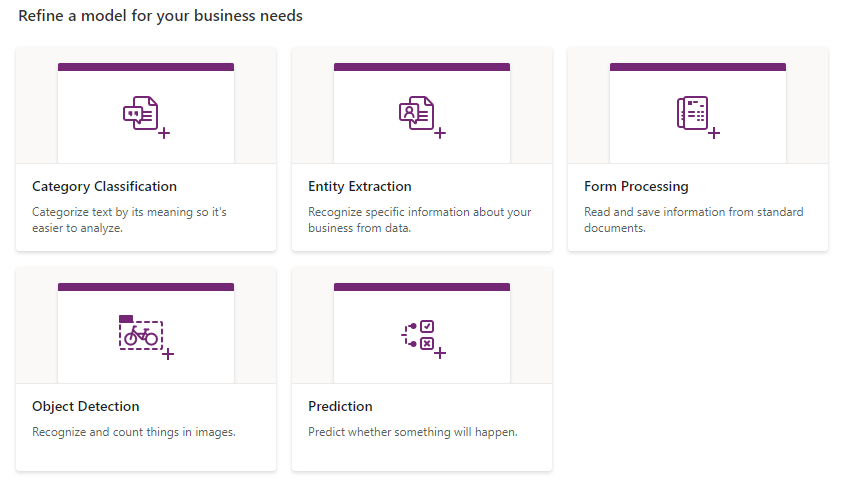 Refine a model for your business needs
Category Classification
Categorize text by its meaning so it's
easier to analyze.
Entity Extraction
Recognize specific information about your
business from data.
Form Processing
Read and save information from standard
documents.
Object Detection
Recognize and count things in images.
Prediction
Predict whether something will happen.